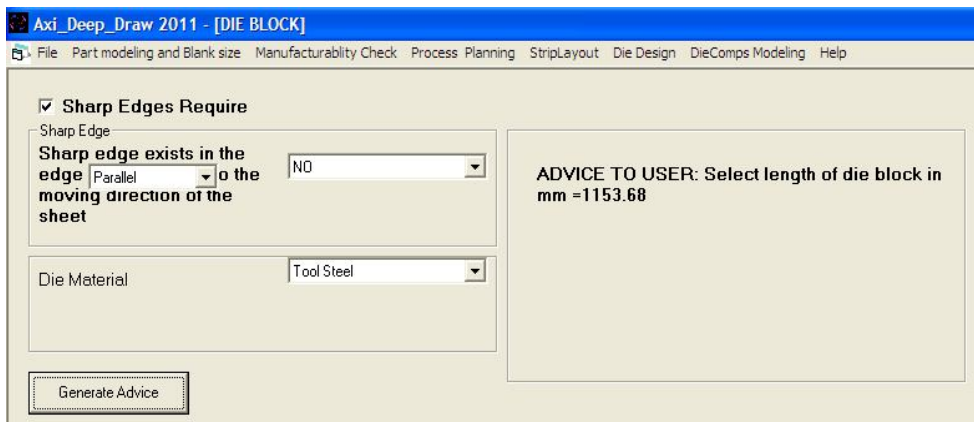 Axi_Deep_Draw 2011 - [DIE BLOCK]
File Part modeling and Blank size Manufacturablity Check Process Planning StripLayout Die Design DieComps Modeling Help
Sharp Edges Require
Sharp Edge
Sharp edge exists in the
edge Parallel o the
moving direction of the
sheet
NO
Die Material
Tool Steel
Generate Advice
ADVICE TO USER: Select length of die block in
mm =1153.68